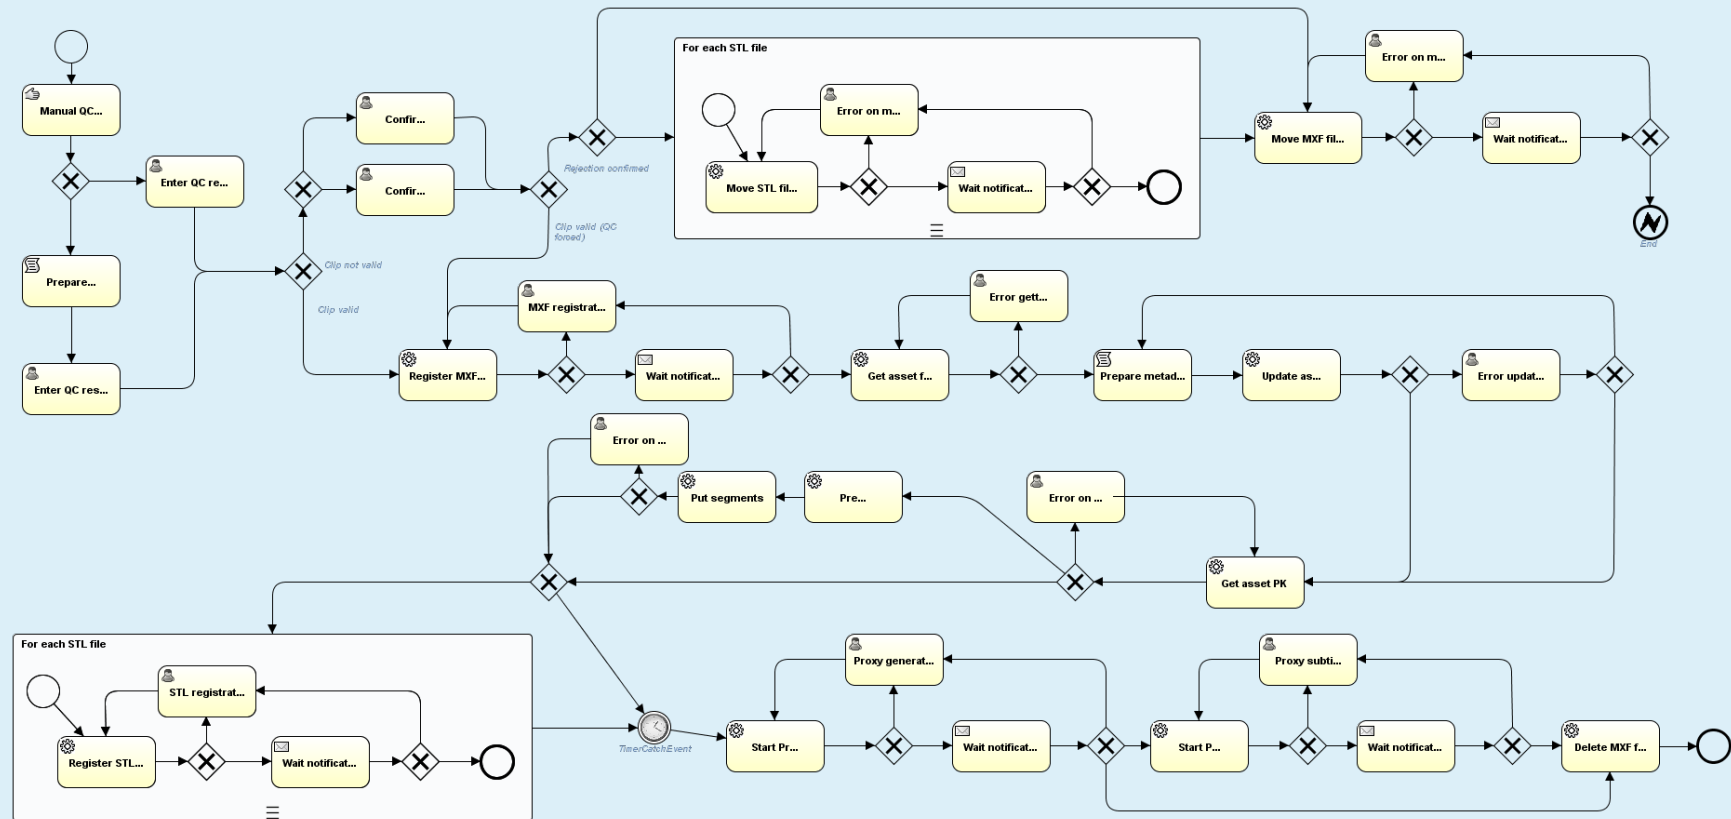 For each STL file
Error on m...
Manual QC...
Confir...
Error on m...
Move MXF fil...
Wait notificat...
Rejection confirmed
Enter QC re...
Confir...
Move STL fil...
Wait notificat...
Clip valid (QC
forced)
End
Clip not valid
Prepare...
Clip valid
MXF registrat...
Error gett...
Enter QC res...
Register MXF...
Wait notificat...
Get asset f...
Prepare metad...
Update as...
Error updat...
Error on ...
Put segments
Pre...
Error on ...
Get asset PK
For each STL file
STL registrat...
Proxy generat...
Proxy subti...
TimerCatchEvent
Register STL...
Wait notificat...
Start Pr...
Wait notificat...
Start P...
Wait notificat...
Delete MXF f...